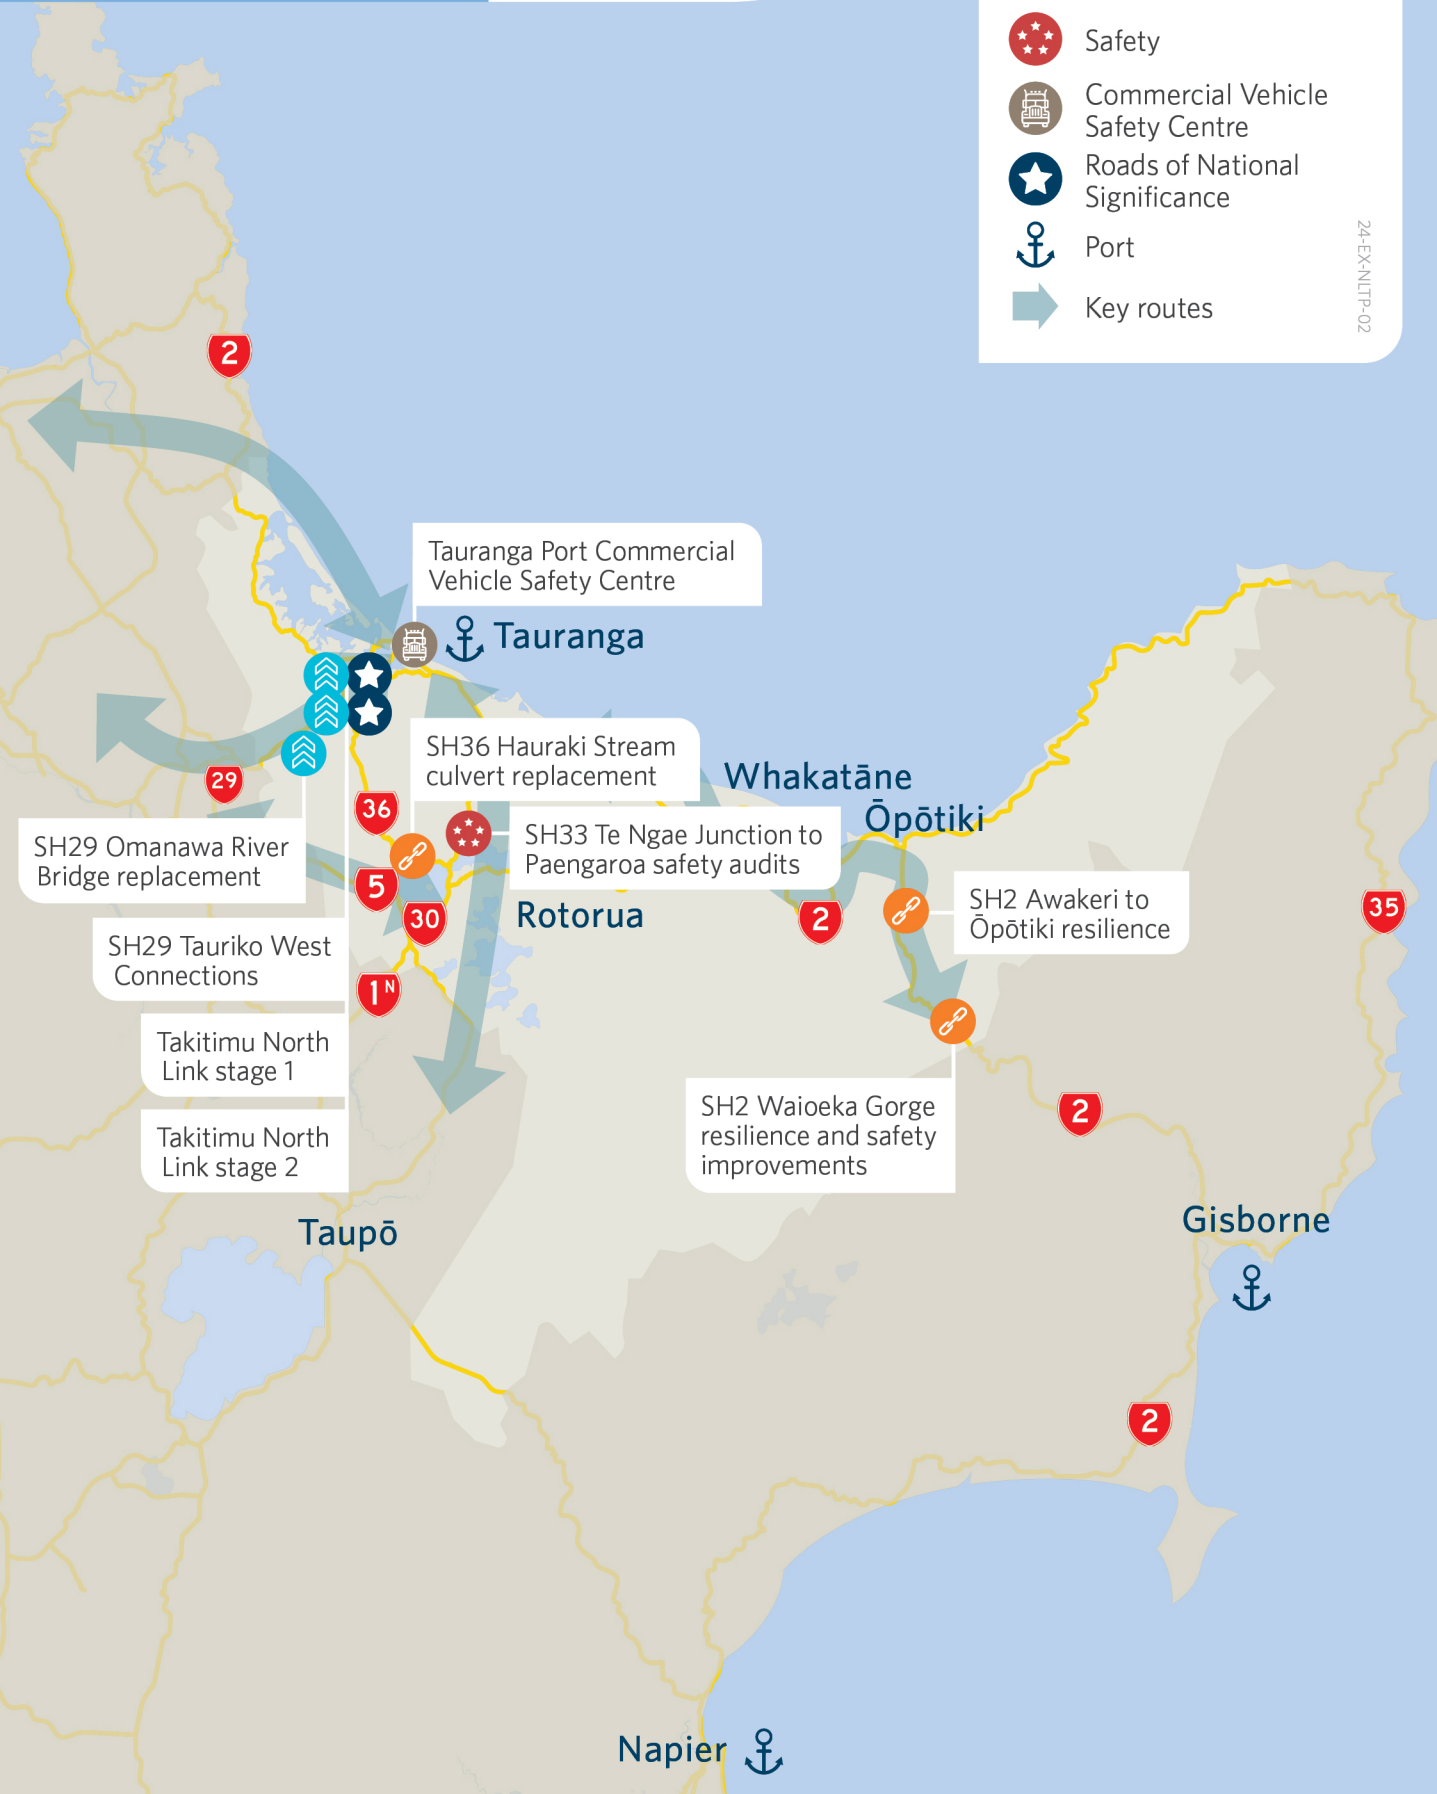 Safety
Commercial Vehicle
Safety Centre
Roads of National
Significance
Port
Key routes
24-EX-NLTP-02
2
Tauranga Port Commercial
Vehicle Safety Centre
Tauranga
SH36 Hauraki Stream
culvert replacement
Whakatāne
29
36
Ōpōtiki
SH33 Te Ngae Junction to
Paengaroa safety audits
SH29 Omanawa River
Bridge replacement
5
30
Rotorua
2
SH2 Awakeri to
Ōpōtiki resilience
35
SH29 Tauriko West
Connections
1N
Takitimu North
Link stage 1
SH2 Waioeka Gorge
resilience and safety
improvements
2
Takitimu North
Link stage 2
Taupō
Gisborne
2
Napier